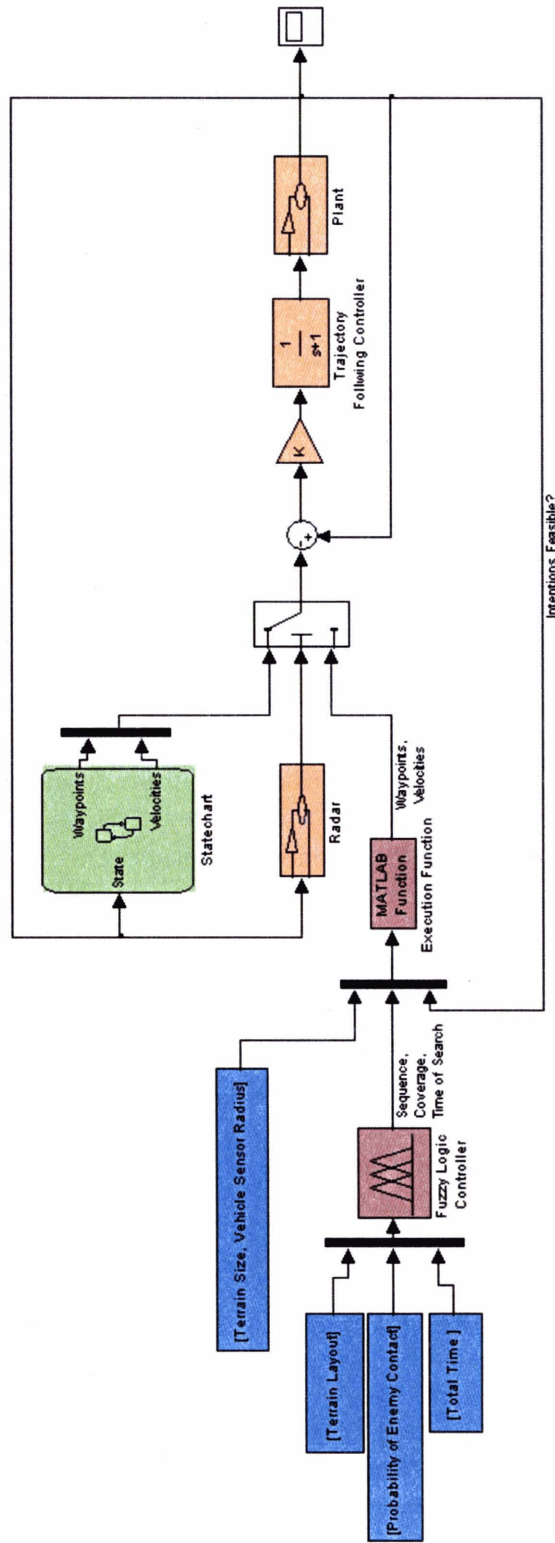 [Terrain Layout]
[Probability of Enemy Contact]
[Total Time ]
Fuzzy Logic
Controller
Sequence,
Coverage,
Time of Search
[Terrain Size, Vehicle Sensor Radius]
MATLAB
Function
Execution Function
Waypoints,
Velocities
State
Waypoints
Velocities
Statechart
Radar
- +
K
1
s+1
Trajectory
Follwing Controller
Plant
Intentions Feasible?